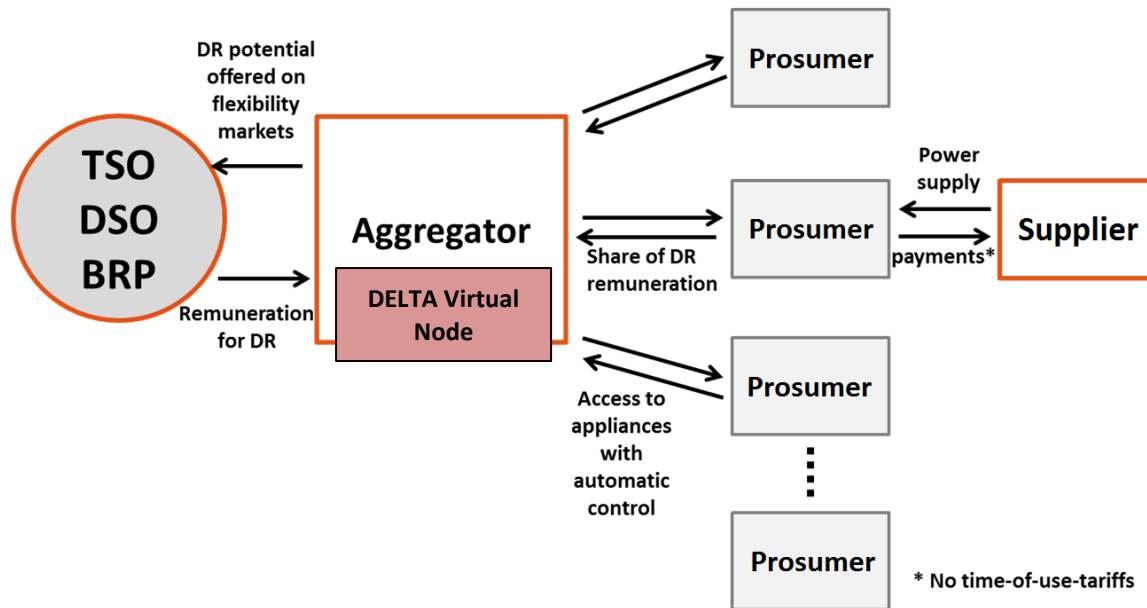 DR potential
offered on
flexibility
markets
TSO
DSO
BRP
Remuneration
for DR
Aggregator
DELTA Virtual
Node
Prosumer
Prosumer
Share of DR
remuneration
Power
supply
payments*
Supplier
Prosumer
Access to
appliances
with
automatic
control
Prosumer
* No time-of-use-tariffs